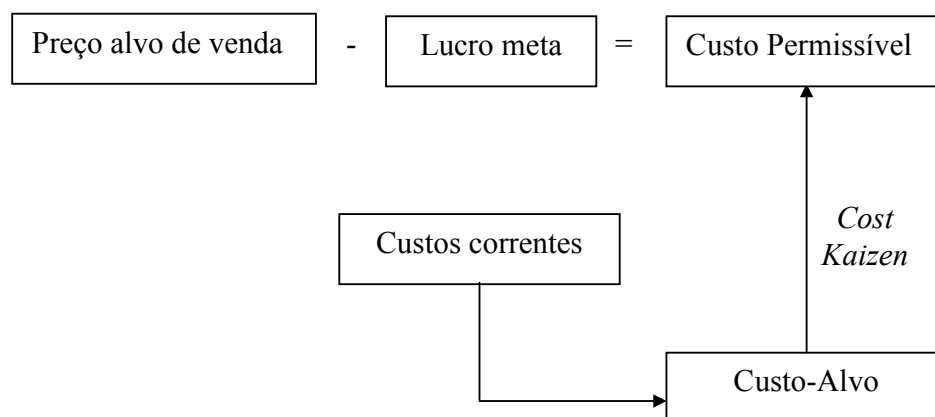 Preço alvo de venda - Lucro meta = Custo Permissível
Cost
Kaizen
Custos correntes
Custo-Alvo